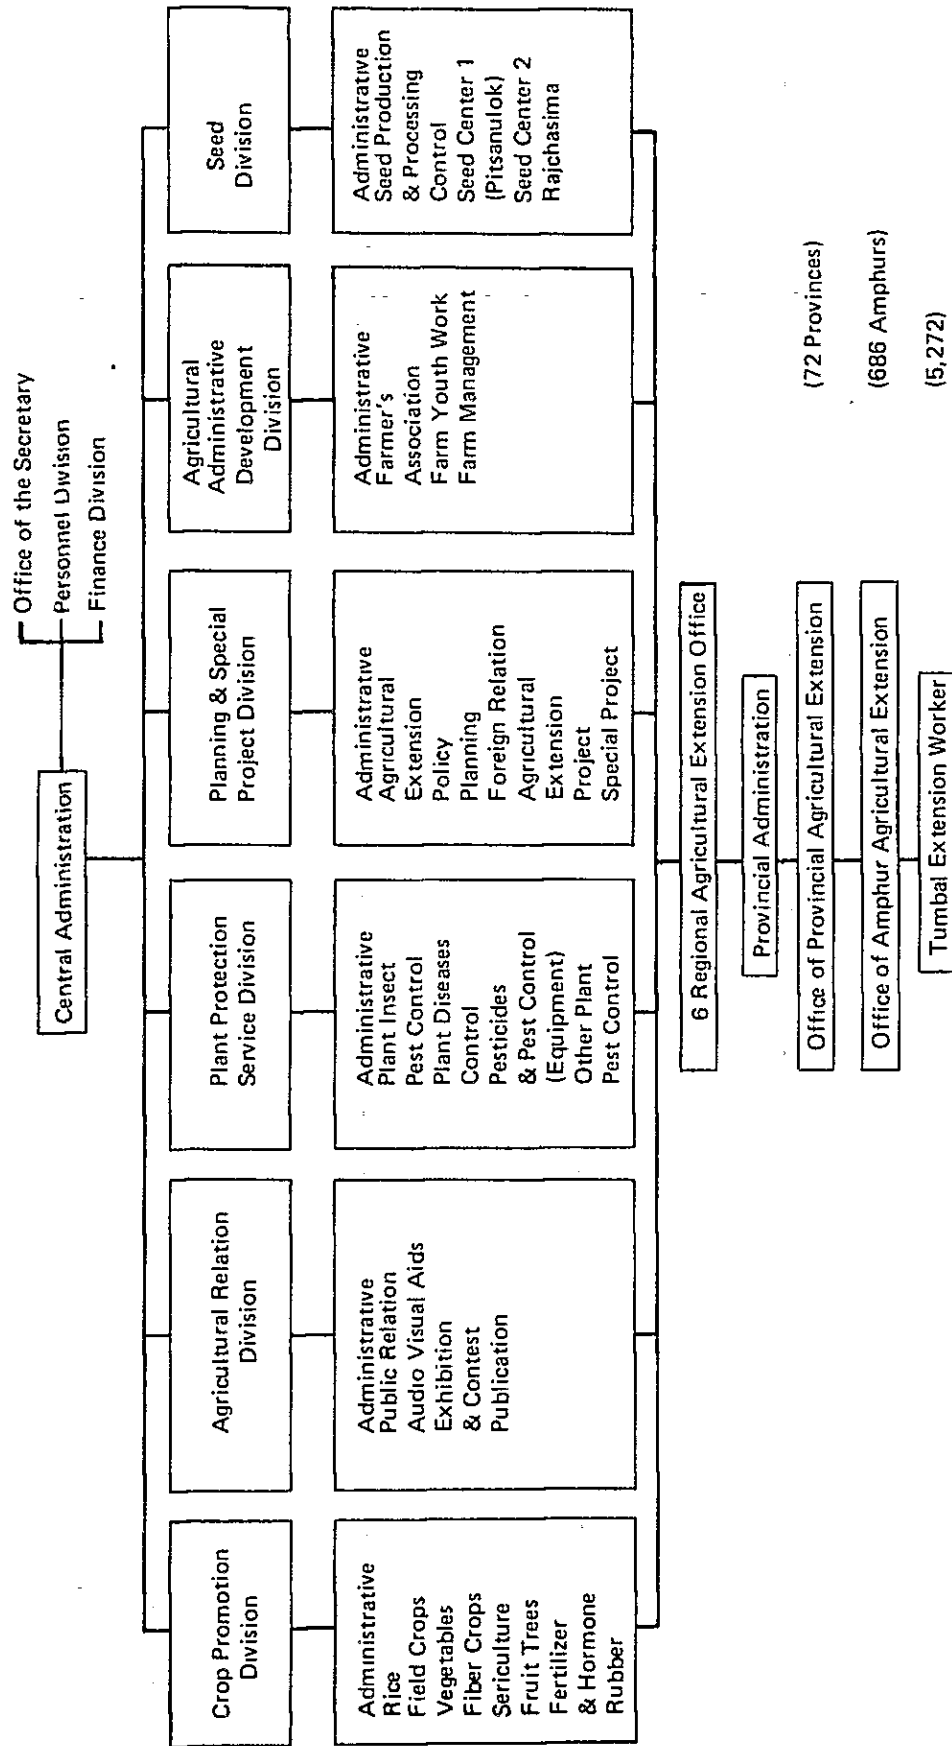 Central Administration
Office of the Secretary
Personnel Division
Finance Division
Crop Promotion
Division
Agricultural Relation
Division
Plant Protection
Service Division
Planning & Special
Project Division
Agricultural
Administrative
Development
Division
Seed
Division
Administrative
Rice
Field Crops
Vegetables
Fiber Crops
Sericulture
Fruit Trees
Fertilizer
& Hormone
Rubber
Administrative
Public Relation
Audio Visual Aids
Exhibition
& Contest
Publication
Administrative
Plant Insect
Pest Control
Plant Diseases
Control
Pesticides
& Pest Control
(Equipment)
Other Plant
Pest Control
Administrative
Agricultural
Extension
Policy
Planning
Foreign Relation
Agricultural
Extension
Project
Special Project
Administrative
Farmer's
Association
Farm Youth Work
Farm Management
Administrative
Seed Production
& Processing
Control
Seed Center 1
(Pitsanulok)
Seed Center 2
Rajchasima
6 Regional Agricultural Extension Office
Provincial Administration
Office of Provincial Agricultural Extension
(72 Provinces)
Office of Amphur Agricultural Extension
(686 Amphurs)
Tumbal Extension Worker
(5,272)